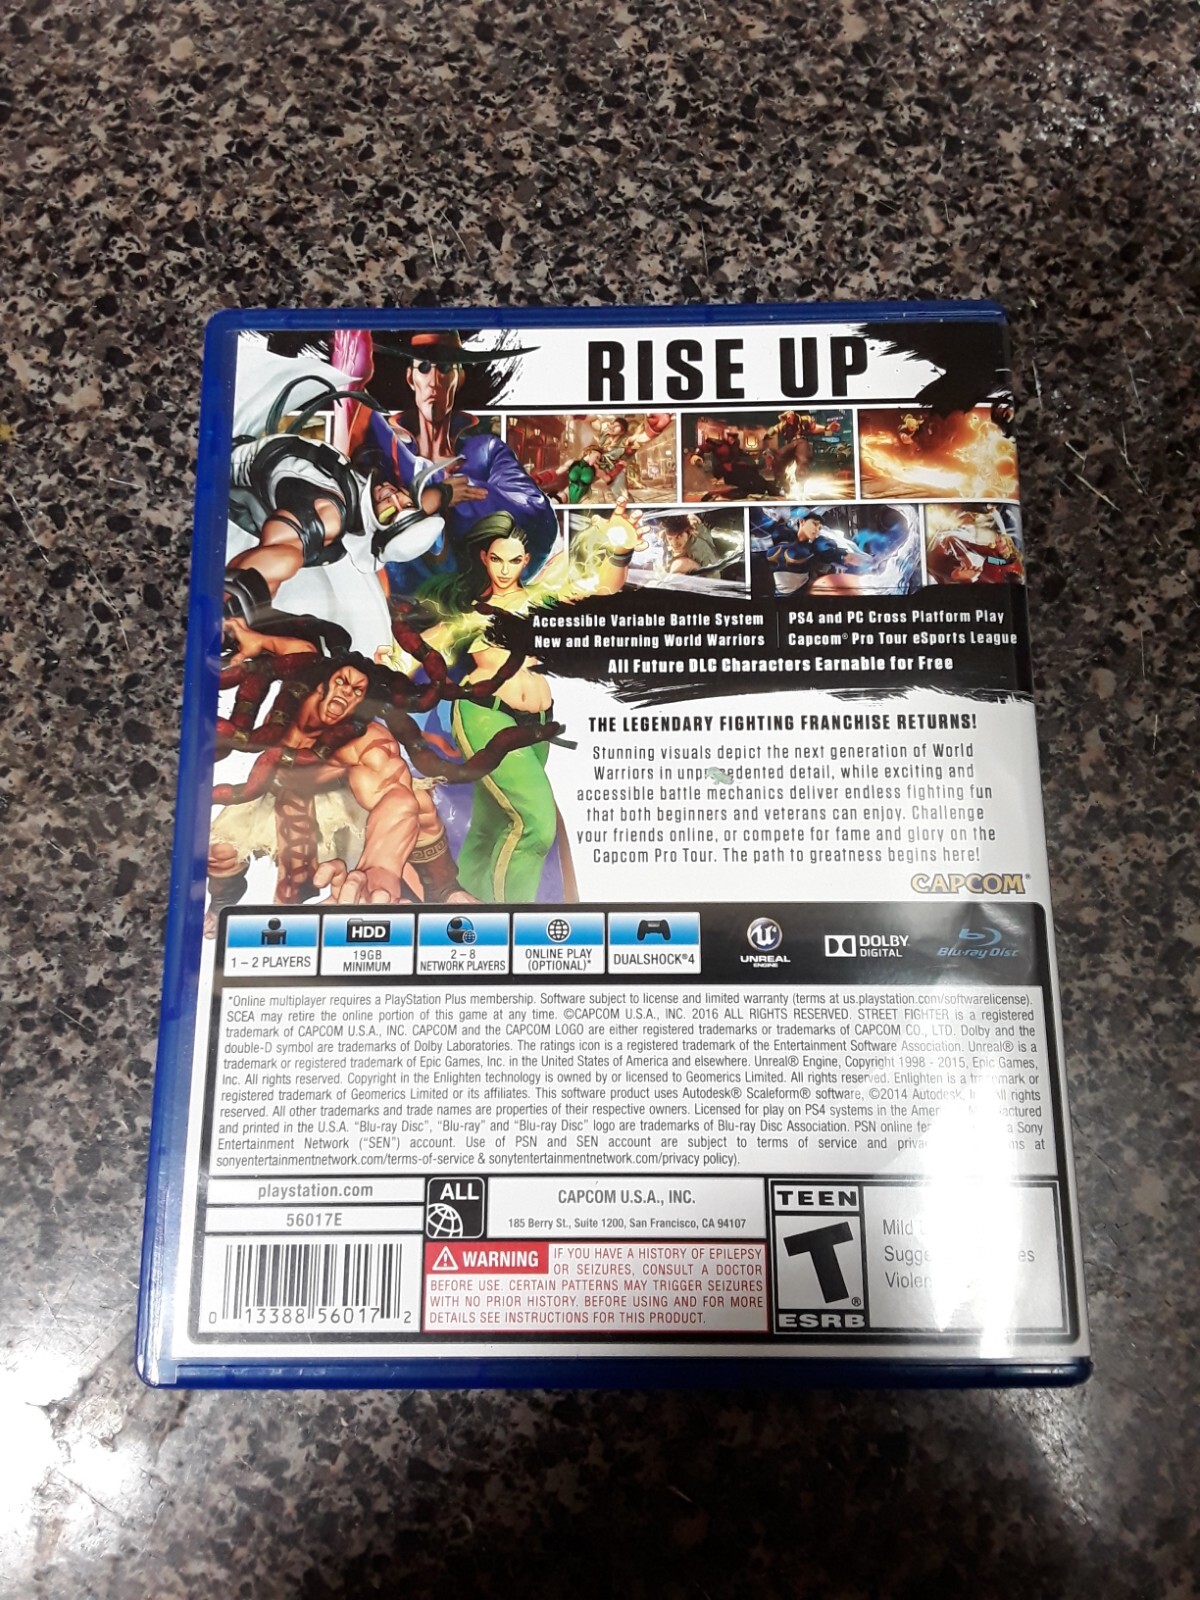 RISE UP
Accessible Variable Battle System
New and Returning World Warriors
PS4 and PC Cross Platform Play
Capcom® Pro Tour eSports League
All Future DLC Characters Earnable for Free
THE LEGENDARY FIGHTING FRANCHISE RETURNS!
Stunning visuals depict the next generation of World
Warriors in detail, while exciting and
accessible battle mechanics deliver endless fighting fun
that both beginners and veterans can enjoy. Challenge
your friends online, or compete for fame and glory on the
Capcom Pro Tour. The path to greatness begins here!
CAPCOM®
1 – 2 PLAYERS
HDD
19GB
MINIMUM
2 – 8
NETWORK PLAYERS
ONLINE PLAY
(OPTIONAL)*
DUALSHOCK®4
UNREAL
ENGINE
DOLBY
DIGITAL
Blu-ray Disc
*Online multiplayer requires a PlayStation Plus membership. Software subject to license and limited warranty (terms at us.playstation.com/softwarelicense).
SCEA may retire the online portion of this game at any time. ©CAPCOM U.S.A., INC. 2016 ALL RIGHTS RESERVED. STREET FIGHTER is a registered
trademark of CAPCOM U.S.A., INC. CAPCOM and the CAPCOM LOGO are either registered trademarks or trademarks of CAPCOM CO., LTD. Dolby and the
double-D symbol are trademarks of Dolby Laboratories. The ratings icon is a registered trademark of the Entertainment Software Association. Unreal® is a
trademark or registered trademark of Epic Games, Inc. in the United States of America and elsewhere. Unreal® Engine, Copyright 1998 - 2015, Epic Games,
Inc. All rights reserved. Copyright in the Enlighten technology is owned by or licensed to Geomerics Limited. All rights reserved. Enlighten is a or
registered trademark of Geomerics Limited or its affiliates. This software product uses Autodesk® Scaleform® software, ©2014 Autodesk, All rights
reserved. All other trademarks and trade names are properties of their respective owners. Licensed for play on PS4 systems in the
and printed in the U.S.A. "Blu-ray Disc", "Blu-ray" and "Blu-ray Disc" logo are trademarks of Blu-ray Disc Association. PSN online a Sony
Entertainment Network ("SEN") account. Use of PSN and SEN account are subject to terms of service and at
sonyentertainmentnetwork.com/terms-of-service & sonytentertainmentnetwork.com/privacy policy).
playstation.com
56017E
ALL
CAPCOM U.S.A., INC.
185 Berry St., Suite 1200, San Francisco, CA 94107
WARNING IF YOU HAVE A HISTORY OF EPILEPSY
OR SEIZURES, CONSULT A DOCTOR
BEFORE USE. CERTAIN PATTERNS MAY TRIGGER SEIZURES
WITH NO PRIOR HISTORY. BEFORE USING AND FOR MORE
DETAILS SEE INSTRUCTIONS FOR THIS PRODUCT.
0 13388 56017 2
TEEN
T®
ESRB
Mild